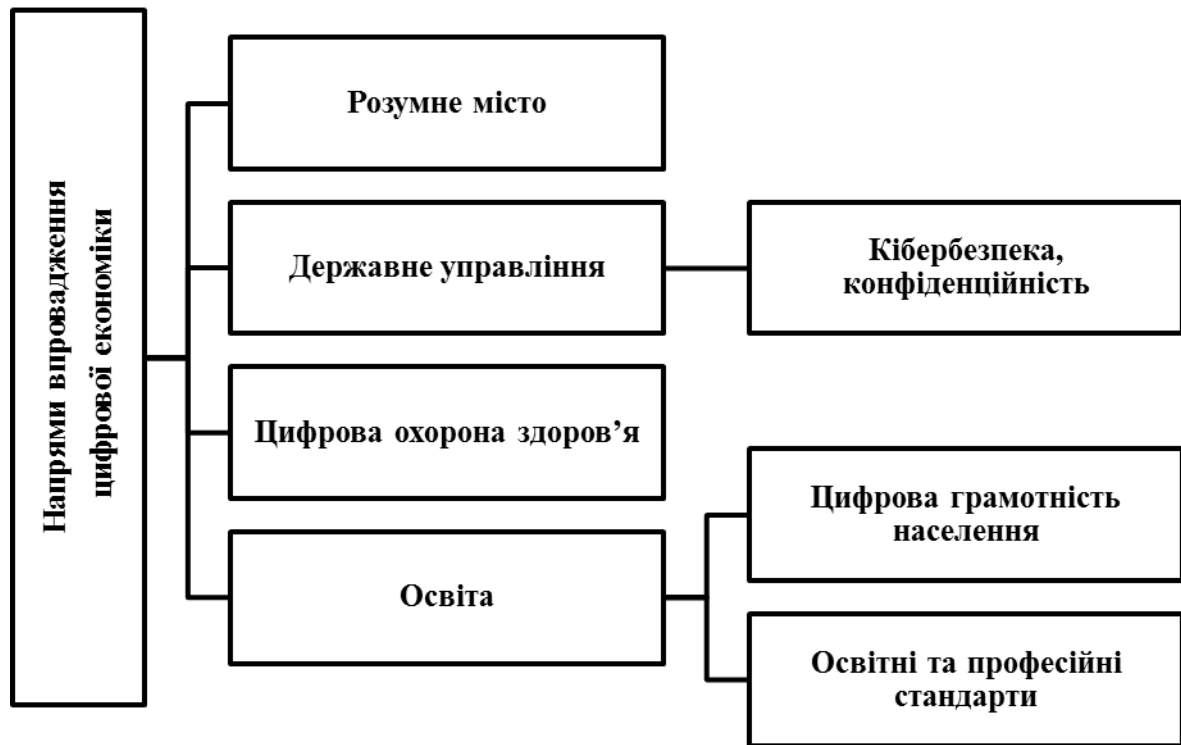 Напрями впровадження
цифрової економіки
Розумне місто
Державне управління
Кібербезпека,
конфіденційність
Цифрова охорона здоров’я
Освіта
Цифрова грамотність
населення
Освітні та професійні
стандарти